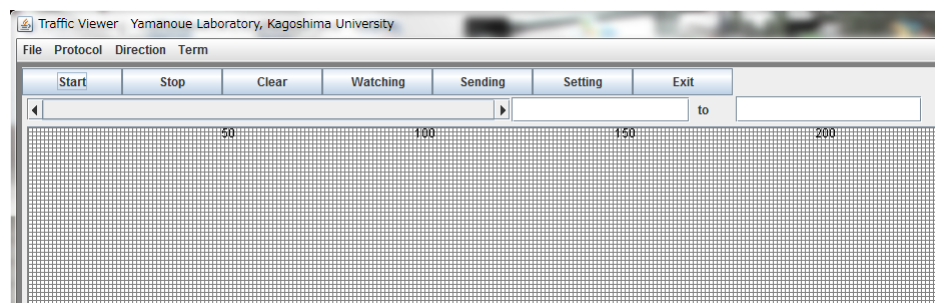 Traffic Viewer Yamanoue Laboratory, Kagoshima University
File Protocol Direction Term
Start Stop Clear Watching Sending Setting Exit
to
50 100 150 200